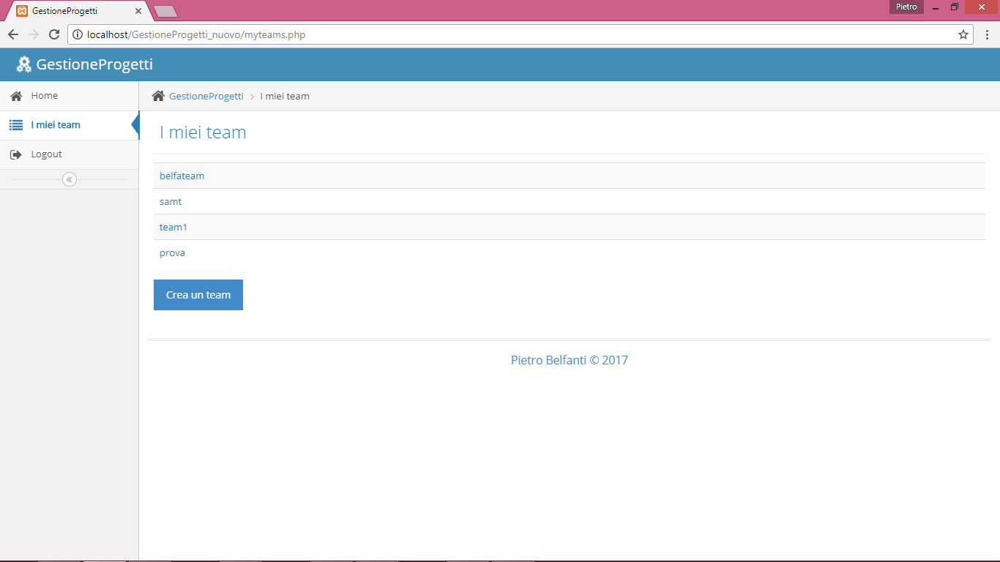 GestioneProgetti
Pietro
localhost/GestioneProgetti_nuovo/myteams.php
GestioneProgetti
Home
GestioneProgetti > I miei team
I miei team
I miei team
Logout
belfateam
samt
team1
prova
Crea un team
Pietro Belfanti © 2017